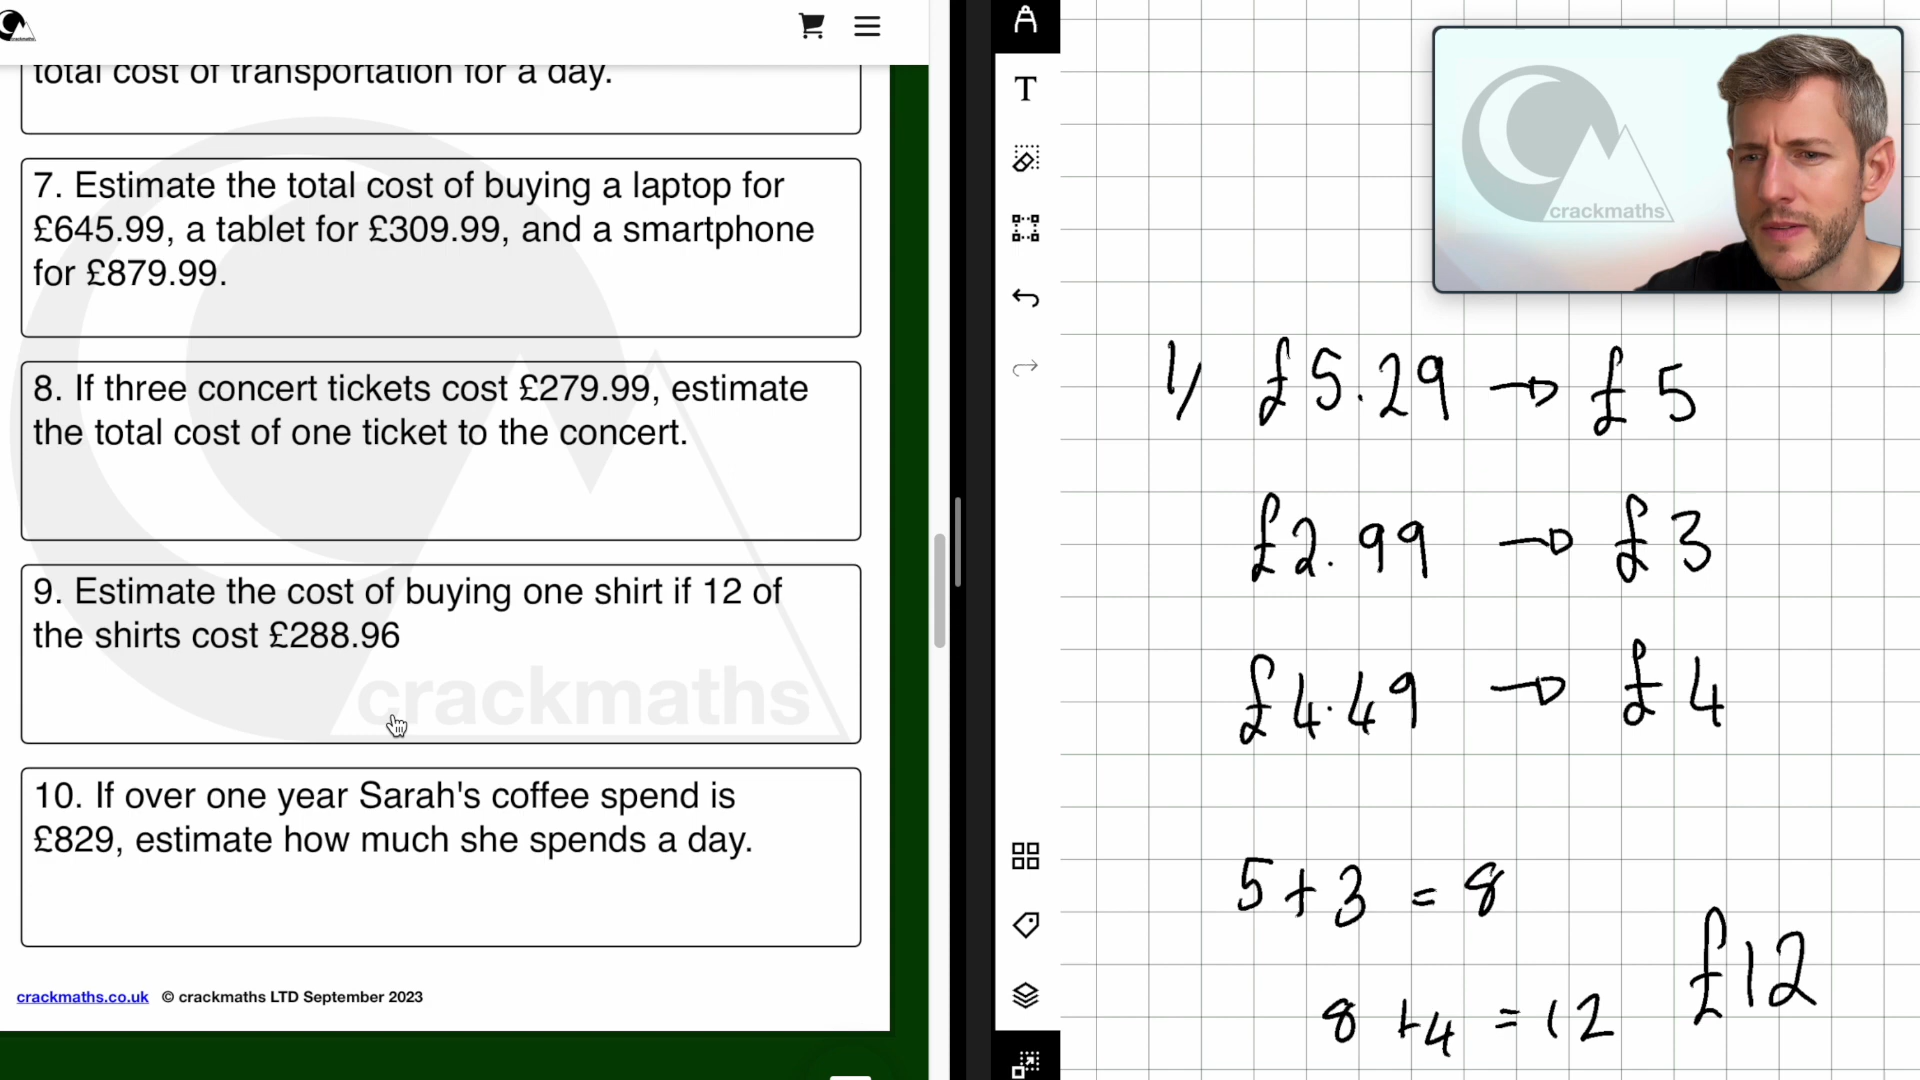 total cost of transportation for a day.
7. Estimate the total cost of buying a laptop for
£645.99, a tablet for £309.99, and a smartphone
for £879.99.
8. If three concert tickets cost £279.99, estimate
the total cost of one ticket to the concert.
9. Estimate the cost of buying one shirt if 12 of
the shirts cost £288.96
crackmaths
10. If over one year Sarah's coffee spend is
£829, estimate how much she spends a day.
crackmaths.co.uk © crackmaths LTD September 2023
T
crackmaths
1) £5.29 → £5
£2.99 → £3
£4.49 → £4
5+3 = 8
8 +4 = 12
£12